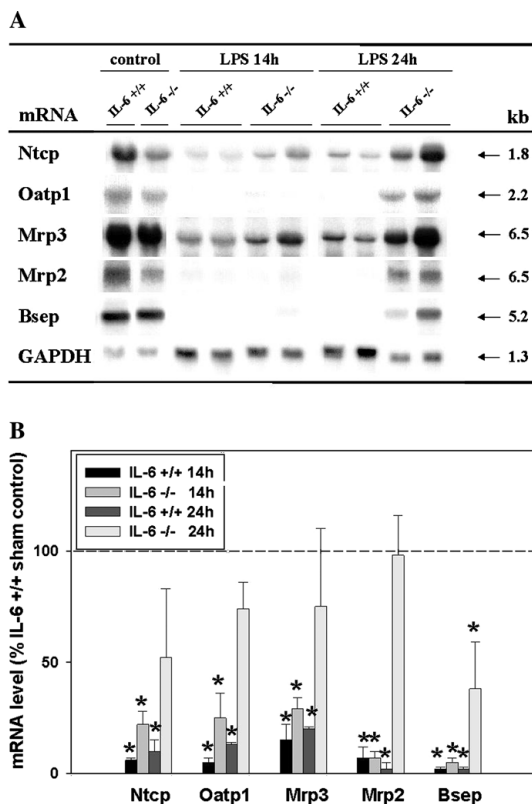 A
control LPS 14h LPS 24h
IL-6 +/+ IL-6 -/- IL-6 +/+ IL-6 -/- IL-6 +/+ IL-6 -/-
mRNA kb
Ntcp ← 1.8
Oatp1 ← 2.2
Mrp3 ← 6.5
Mrp2 ← 6.5
Bsep ← 5.2
GAPDH ← 1.3
B
mRNA level (% IL-6 +/+ sham control)
IL-6 +/+ 14h
IL-6 -/- 14h
IL-6 +/+ 24h
IL-6 -/- 24h
100
50
0
* * * * * * * * * * * * * * * *
Ntcp Oatp1 Mrp3 Mrp2 Bsep